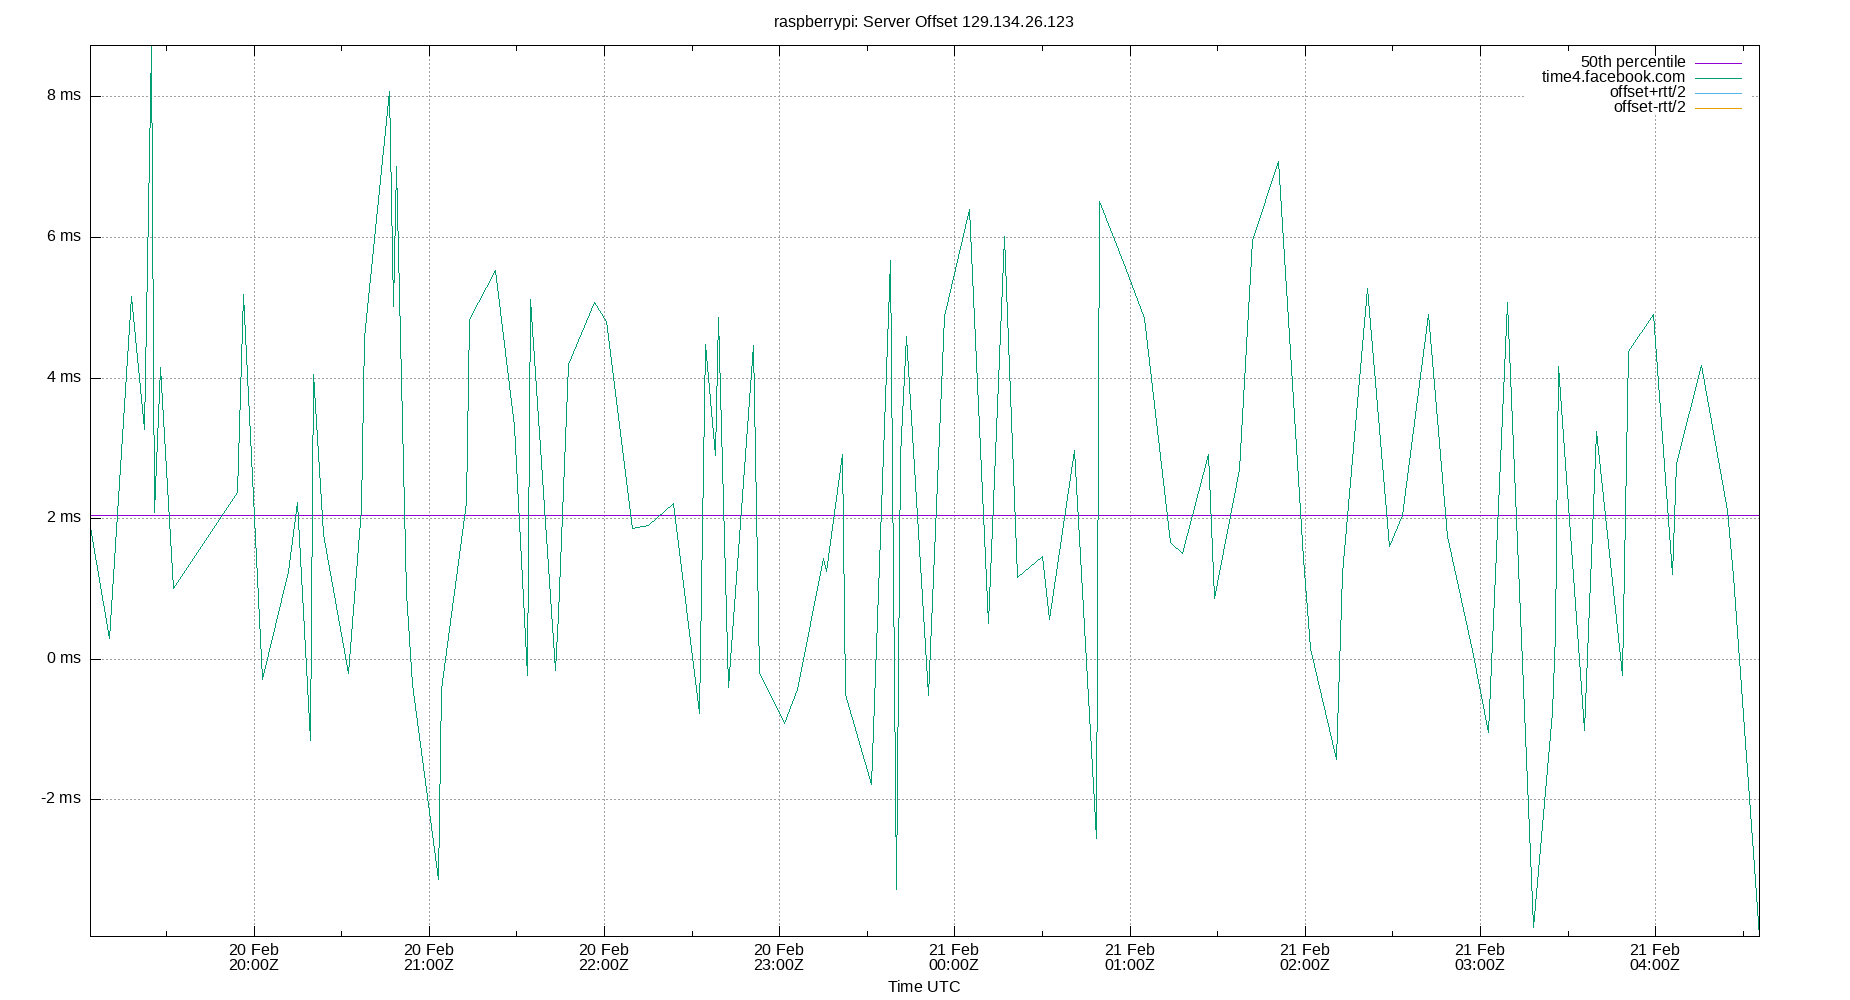 raspberrypi: Server Offset 129.134.26.123
50th percentile
time4.facebook.com
offset+rtt/2
offset-rtt/2
8 ms
6 ms
4 ms
2 ms
0 ms
-2 ms
20 Feb 20 Feb 20 Feb 20 Feb 21 Feb 21 Feb 21 Feb 21 Feb 21 Feb
20:00Z 21:00Z 22:00Z 23:00Z 00:00Z 01:00Z 02:00Z 03:00Z 04:00Z
Time UTC